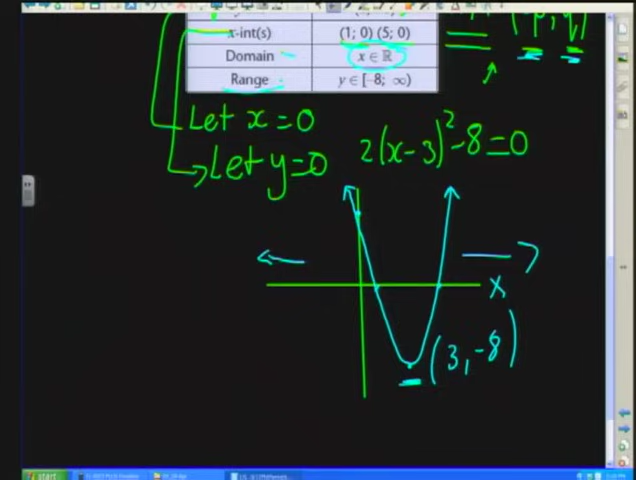 (-p, q)
x-int(s) (1; 0) (5; 0)
Domain x ∈ ℝ
Range y ∈ [-8; ∞)
Let x = 0
Let y = 0 2(x - 3)² - 8 = 0
x
(3, -8)
start